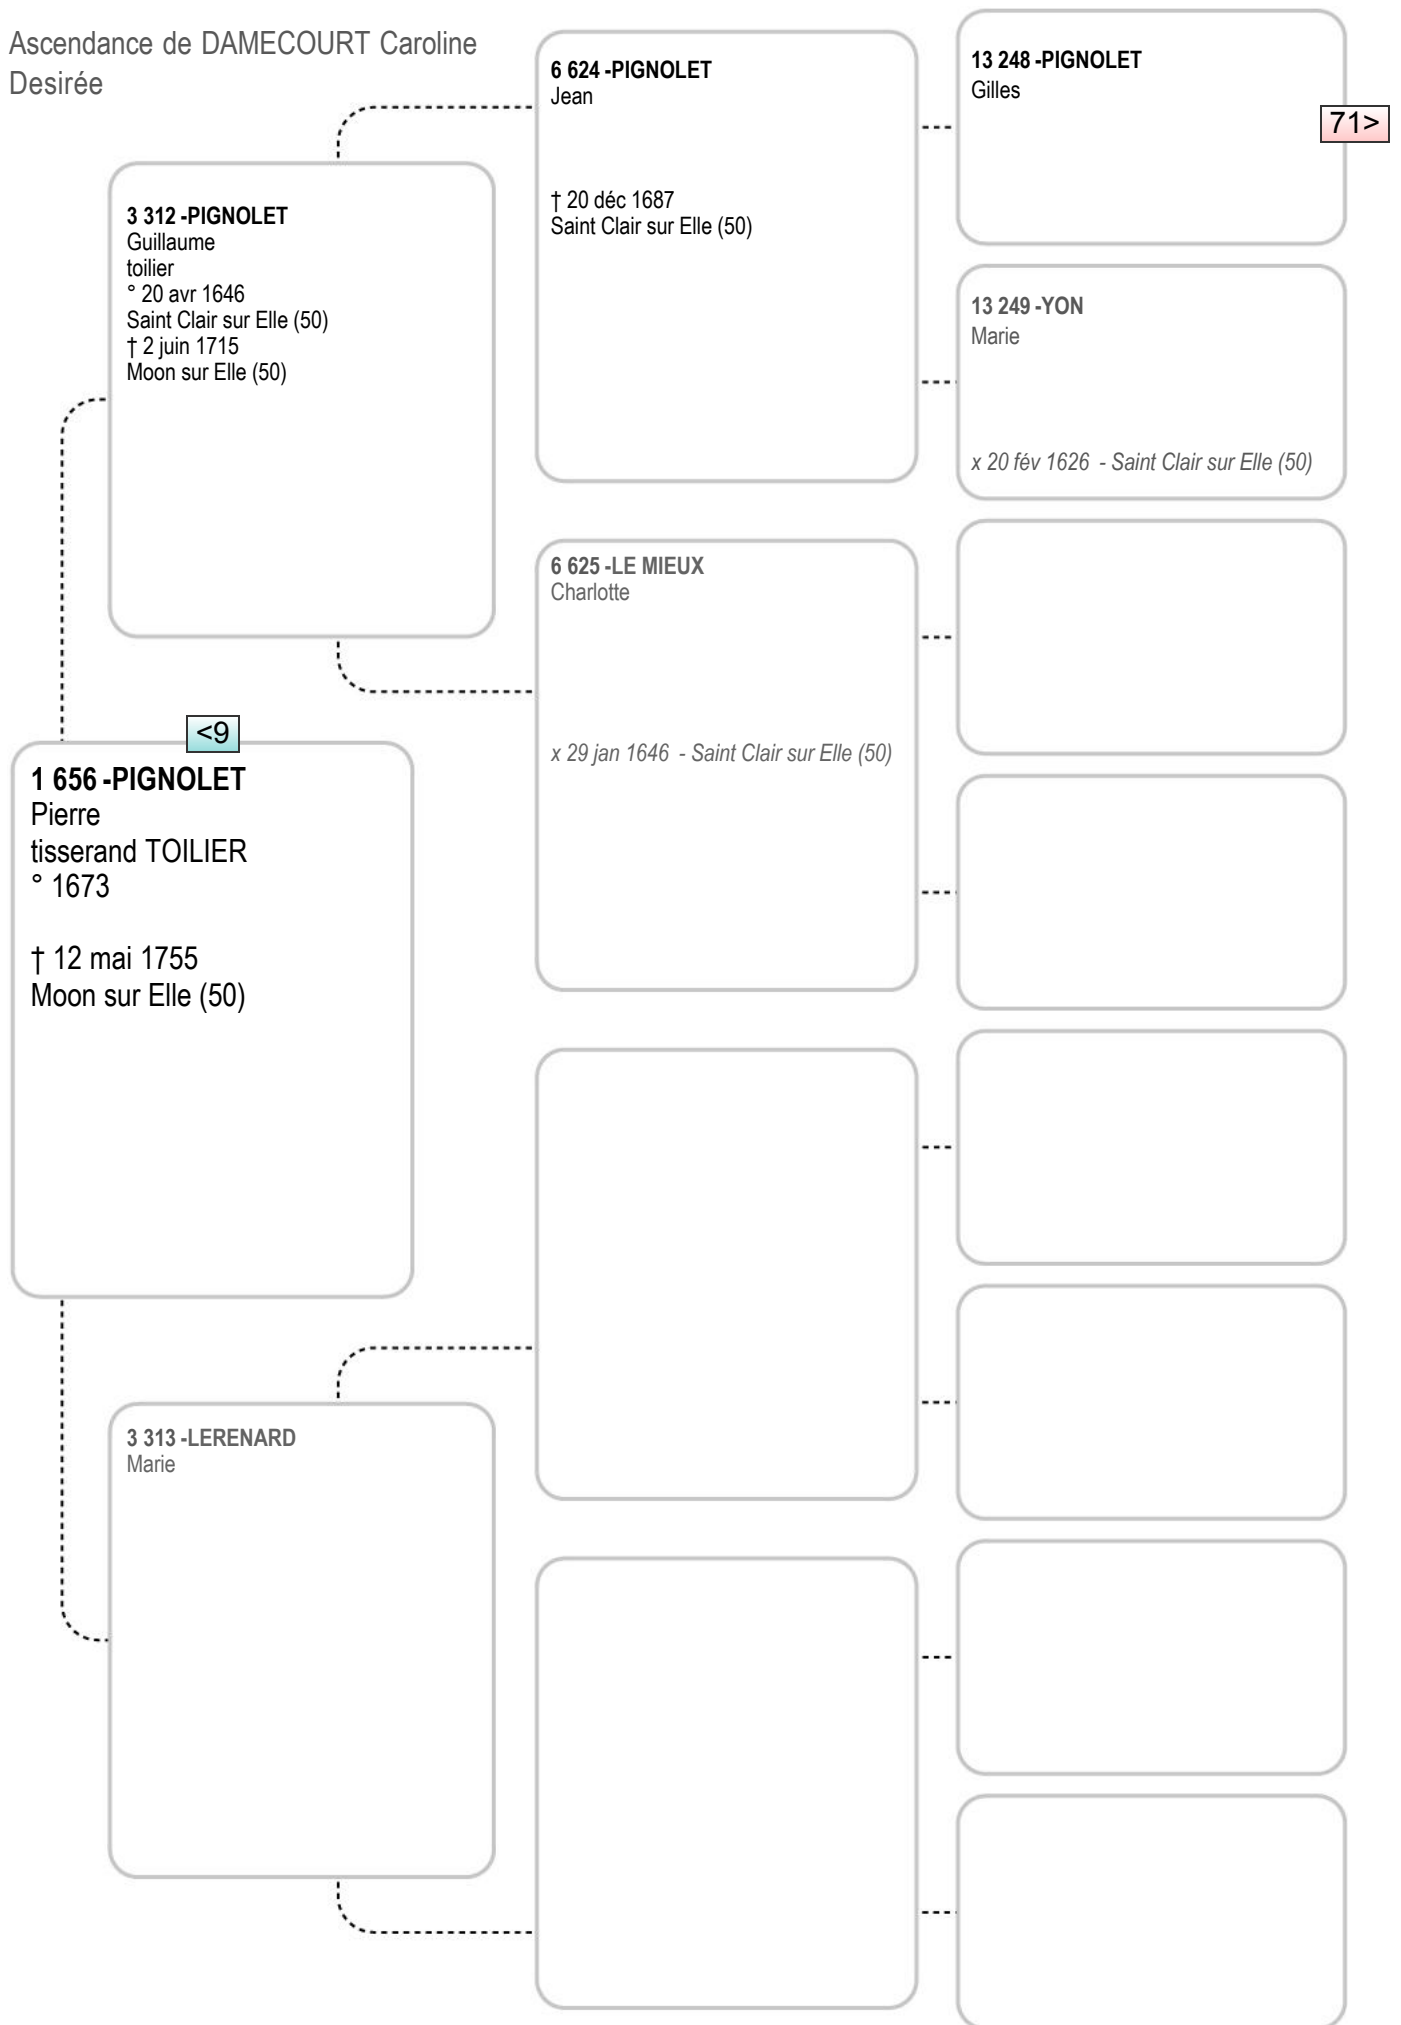 Ascendance de DAMECOURT Caroline
Desirée
<9
1 656 -PIGNOLET
Pierre
tisserand TOILIER
° 1673
† 12 mai 1755
Moon sur Elle (50)
3 312 -PIGNOLET
Guillaume
toilier
° 20 avr 1646
Saint Clair sur Elle (50)
† 2 juin 1715
Moon sur Elle (50)
3 313 -LERENARD
Marie
6 624 -PIGNOLET
Jean
† 20 déc 1687
Saint Clair sur Elle (50)
6 625 -LE MIEUX
Charlotte
x 29 jan 1646 - Saint Clair sur Elle (50)
13 248 -PIGNOLET
Gilles
71>
13 249 -YON
Marie
x 20 fév 1626 - Saint Clair sur Elle (50)